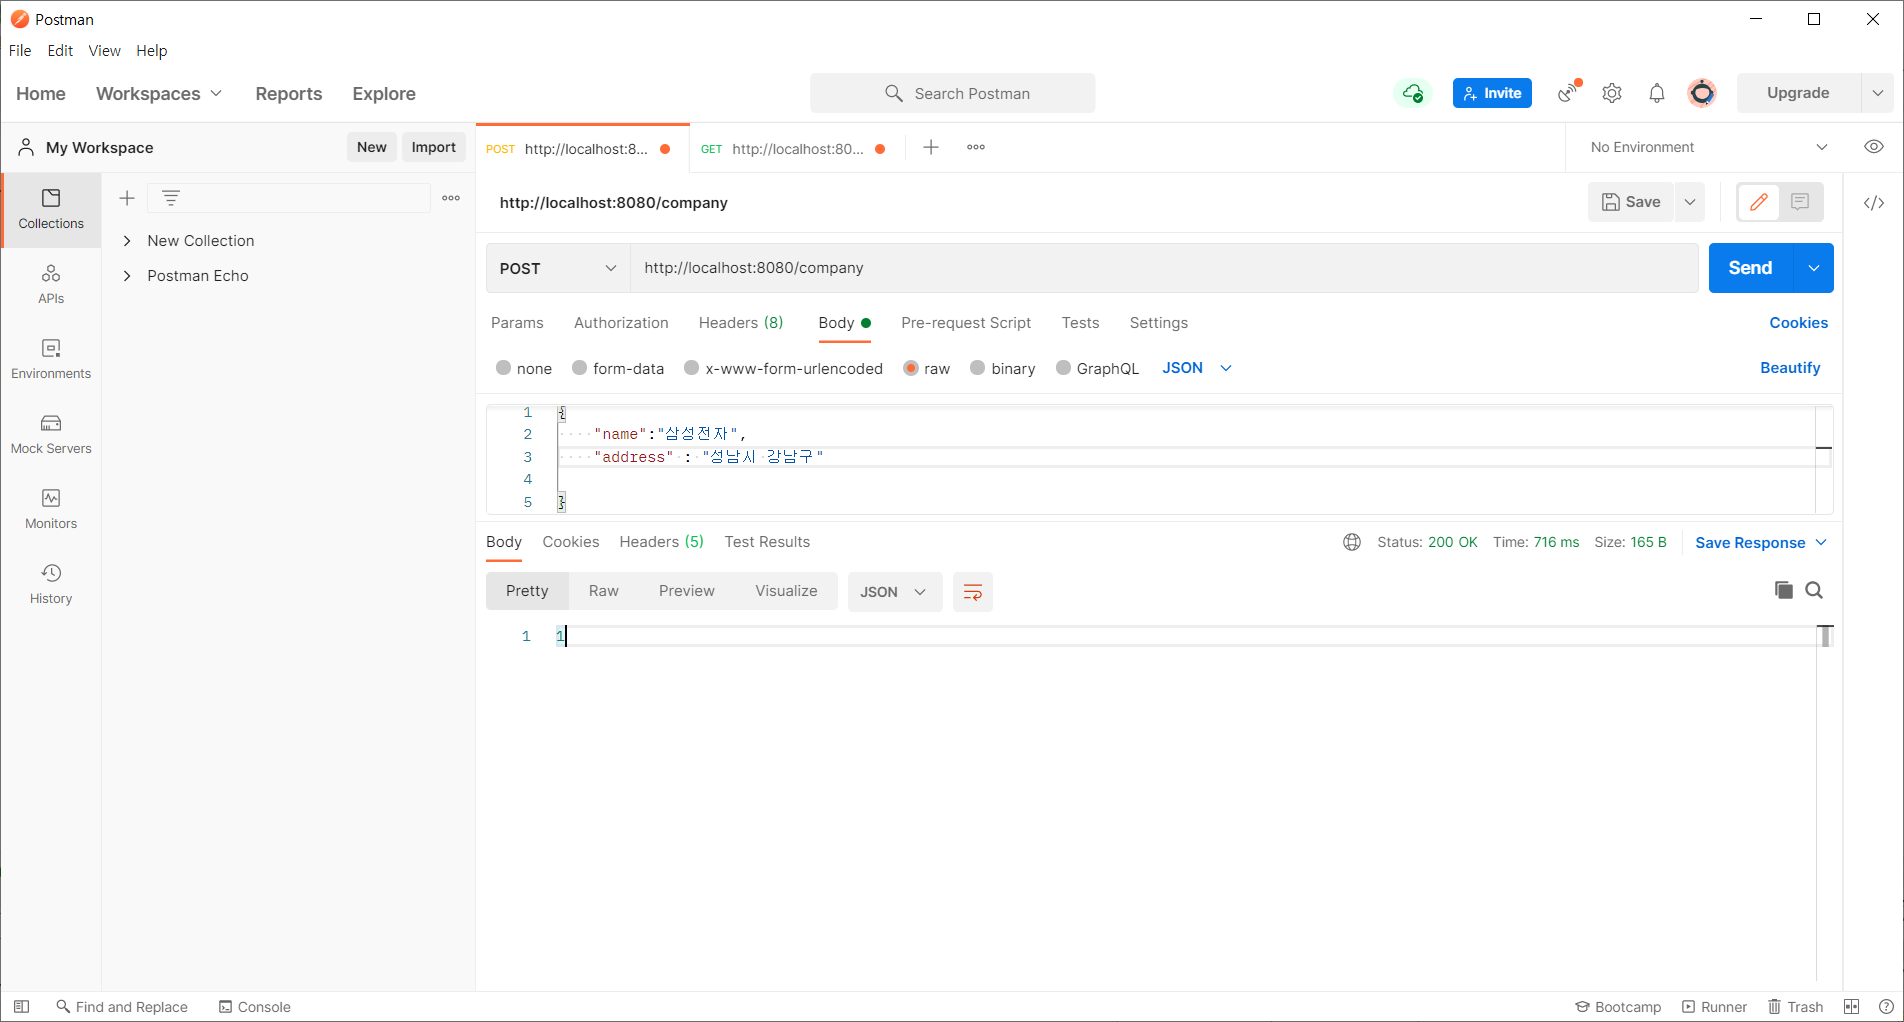 Postman
File Edit View Help
Home Workspaces Reports Explore Search Postman Invite Upgrade
My Workspace New Import POST http://localhost:8... GET http://localhost:80... No Environment
Collections
http://localhost:8080/company Save
New Collection
POST http://localhost:8080/company Send
Postman Echo
APIs
Params Authorization Headers (8) Body Pre-request Script Tests Settings Cookies
none form-data x-www-form-urlencoded raw binary GraphQL JSON Beautify
Environments
1 {
2 "name":"삼성전자",
Mock Servers
3 "address" : "성남시 강남구"
4
5 }
Monitors
Body Cookies Headers (5) Test Results Status: 200 OK Time: 716 ms Size: 165 B Save Response
Pretty Raw Preview Visualize JSON
History
1 1
Find and Replace Console Bootcamp Runner Trash